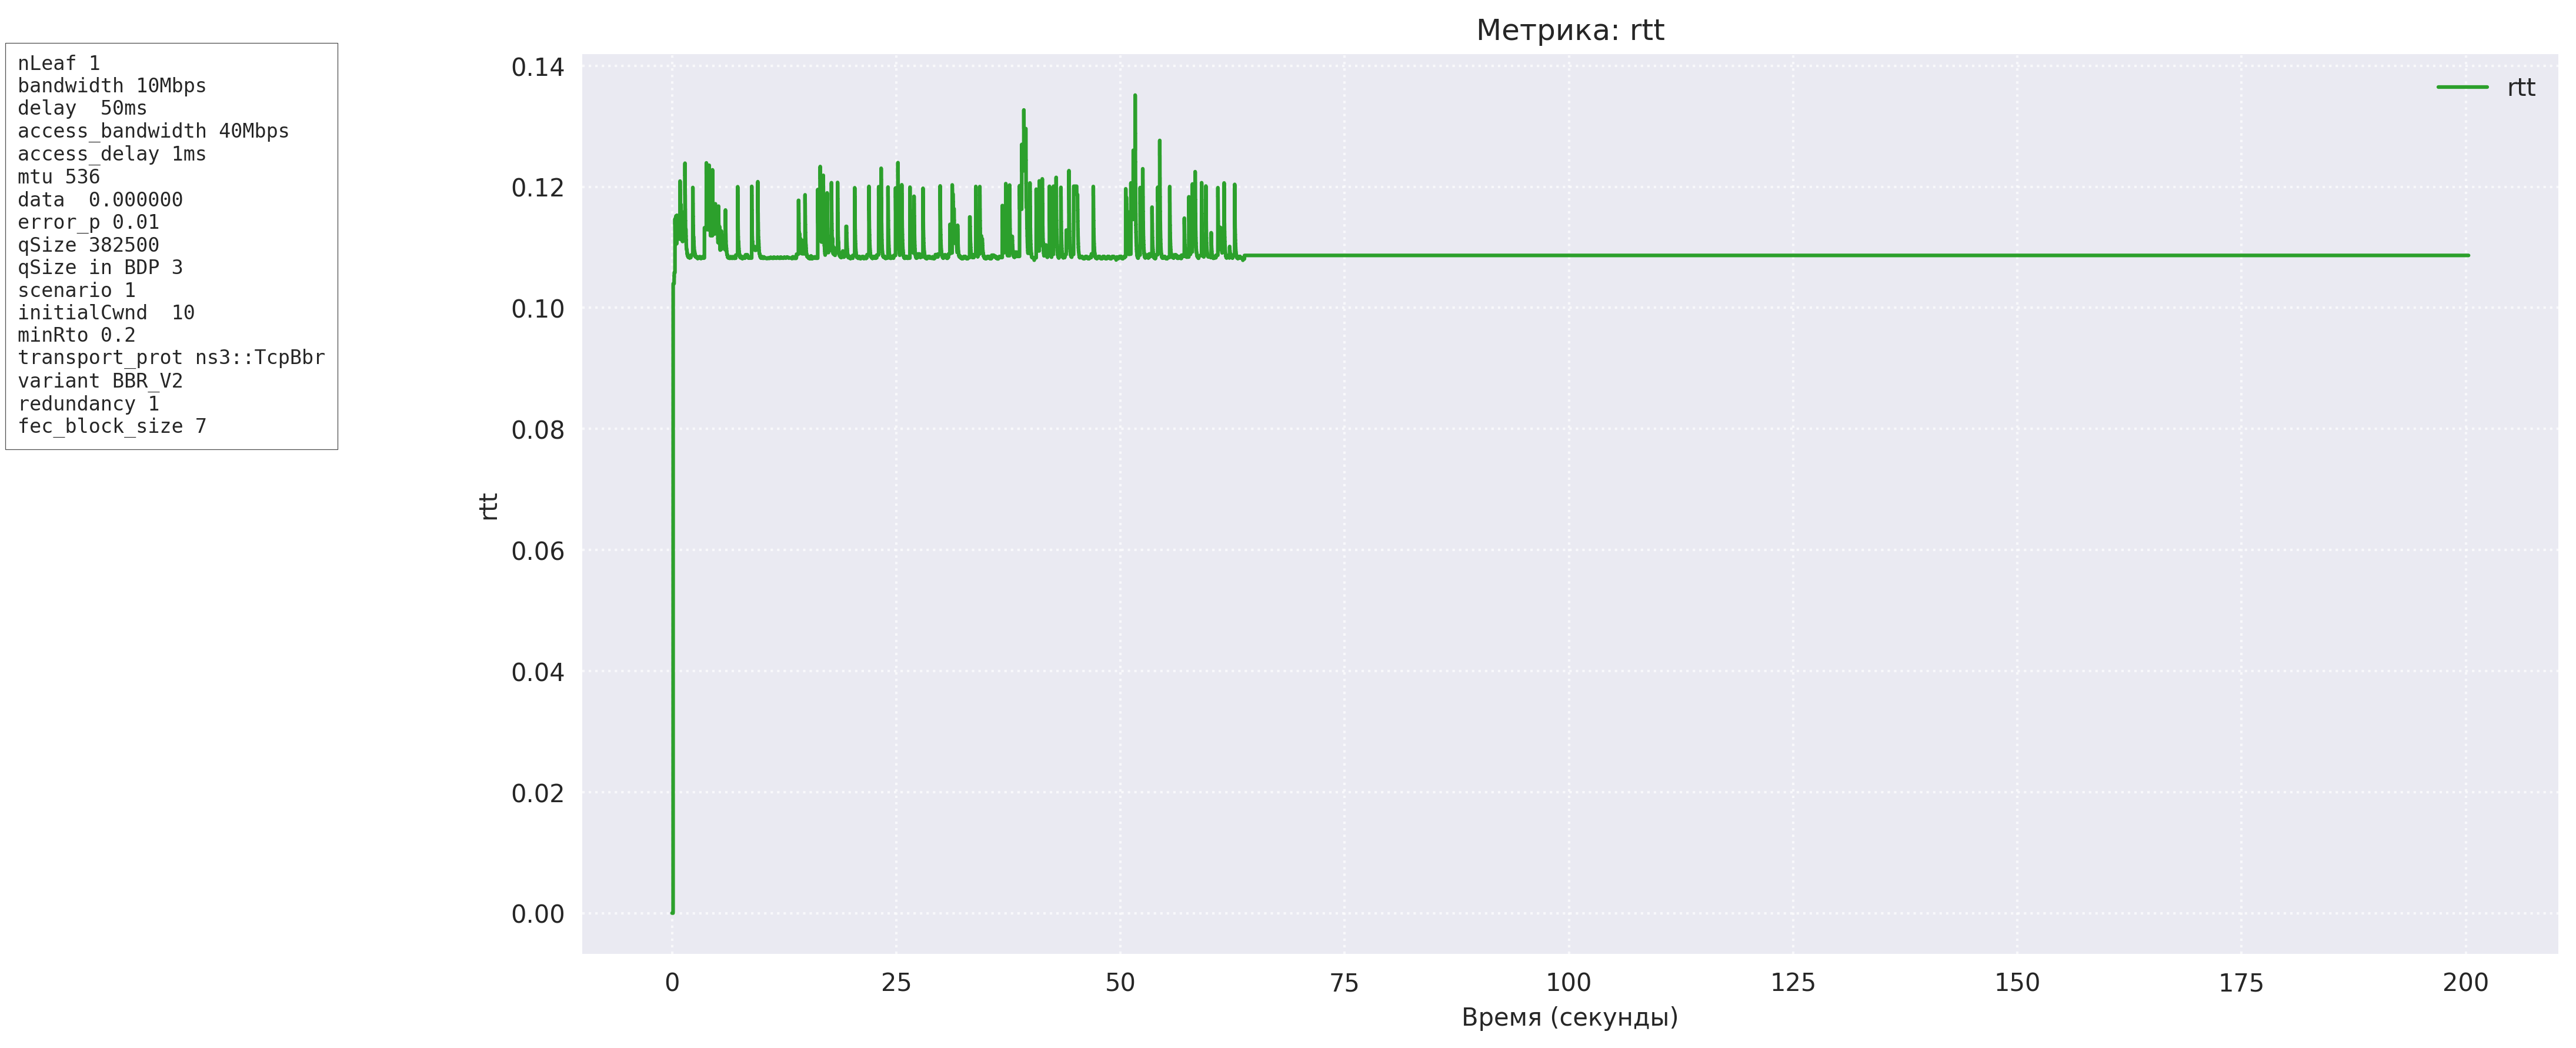 Метрика: rtt
nLeaf 1
bandwidth 10Mbps
delay  50ms
access_bandwidth 40Mbps
access_delay 1ms
mtu 536
data  0.000000
error_p 0.01
qSize 382500
qSize in BDP 3
scenario 1
initialCwnd  10
minRto 0.2
transport_prot ns3::TcpBbr
variant BBR_V2
redundancy 1
fec_block_size 7
rtt
0.14
0.12
0.10
0.08
0.06
0.04
0.02
0.00
rtt
0 25 50 75 100 125 150 175 200
Время (секунды)